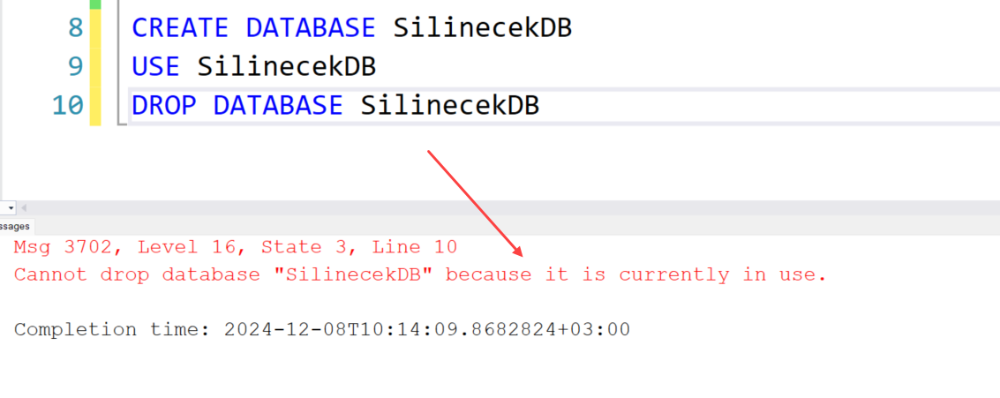 8 CREATE DATABASE SilinecekDB
9 USE SilinecekDB
10 DROP DATABASE SilinecekDB
ssages
Msg 3702, Level 16, State 3, Line 10
Cannot drop database "SilinecekDB" because it is currently in use.
Completion time: 2024-12-08T10:14:09.8682824+03:00